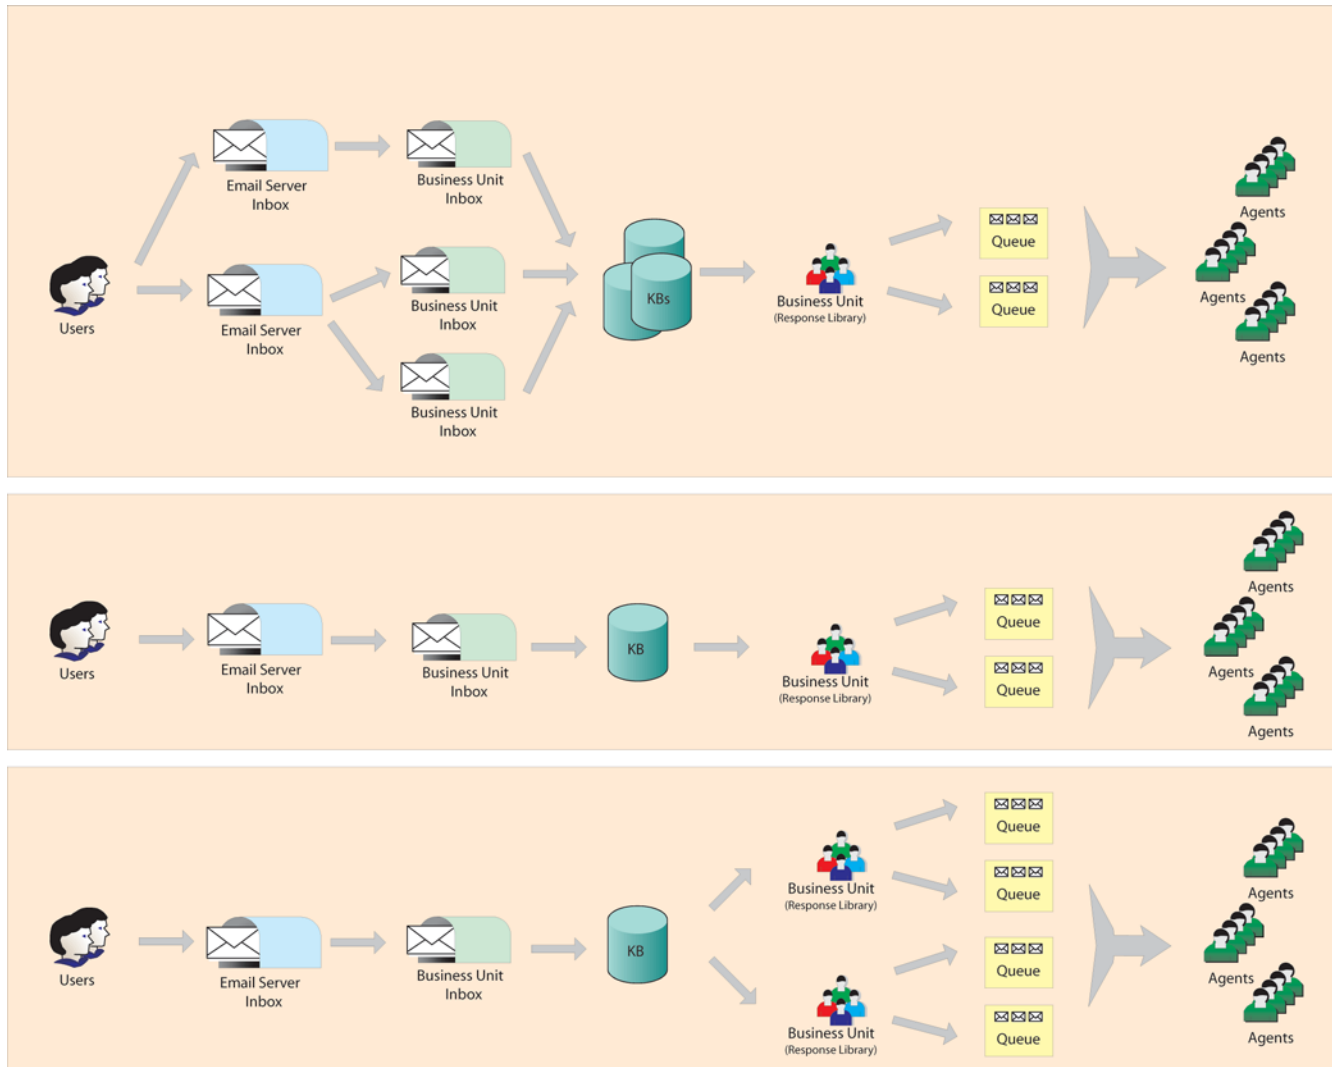 Email Server
Inbox
Business Unit
Inbox
Agents
Queue
Users
Email Server
Inbox
Business Unit
Inbox
KBs
Business Unit
(Response Library)
Agents
Queue
Agents
Business Unit
Inbox
Agents
Queue
Users
Email Server
Inbox
Business Unit
Inbox
KB
Business Unit
(Response Library)
Agents
Queue
Agents
Queue
Business Unit
(Response Library)
Queue
Agents
Users
Email Server
Inbox
Business Unit
Inbox
KB
Queue
Agents
Business Unit
(Response Library)
Queue
Agents